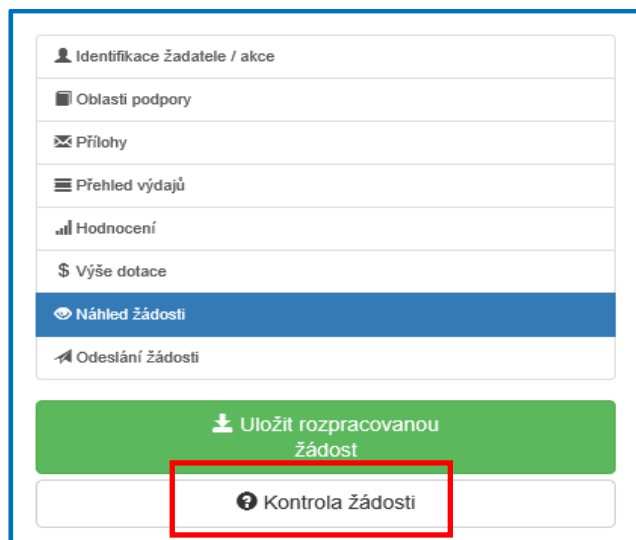 Identifikace žadatele / akce
Oblasti podpory
Přílohy
Přehled výdajů
Hodnocení
$ Výše dotace
Náhled žádosti
Odeslání žádosti
Uložit rozpracovanou
žádost
Kontrola žádosti